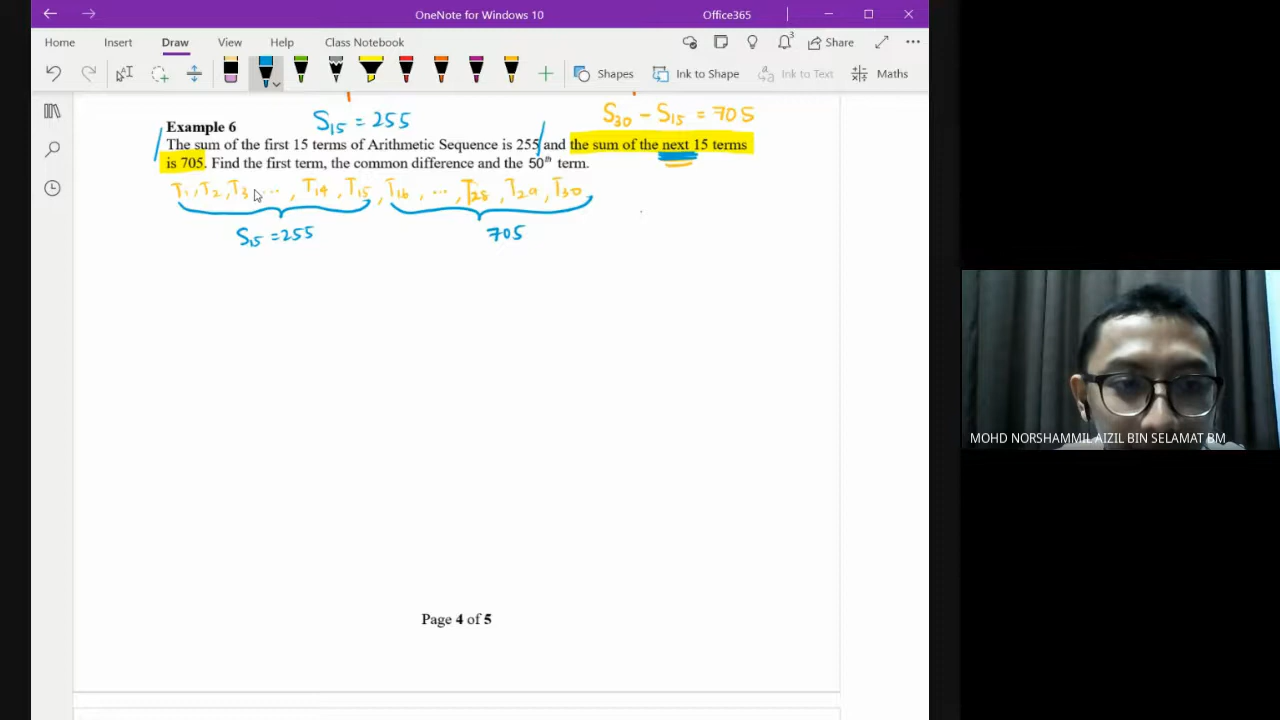 OneNote for Windows 10
Office365
Home
Insert
Draw
View
Help
Class Notebook
3
Share
Shapes
Ink to Shape
Ink to Text
Maths
S15 = 255
S30 - S15 = 705
Example 6
The sum of the first 15 terms of Arithmetic Sequence is 255 and the sum of the next 15 terms
is 705. Find the first term, the common difference and the 50th term.
T1, T2, T3 ..., T14, T15, T16, ..., T28, T29, T30
S15 = 255
705
Page 4 of 5
MOHD NORSHAMMIL AIZIL BIN SELAMAT BM